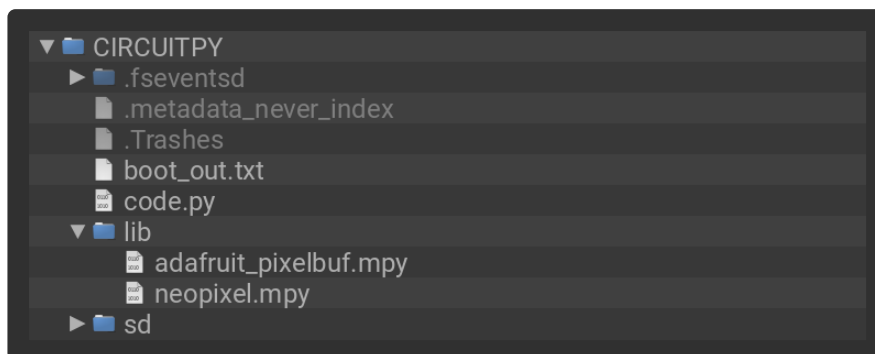 CIRCUITPY
.fseventsd
.metadata_never_index
.Trashes
boot_out.txt
code.py
lib
adafruit_pixelbuf.mpy
neopixel.mpy
sd